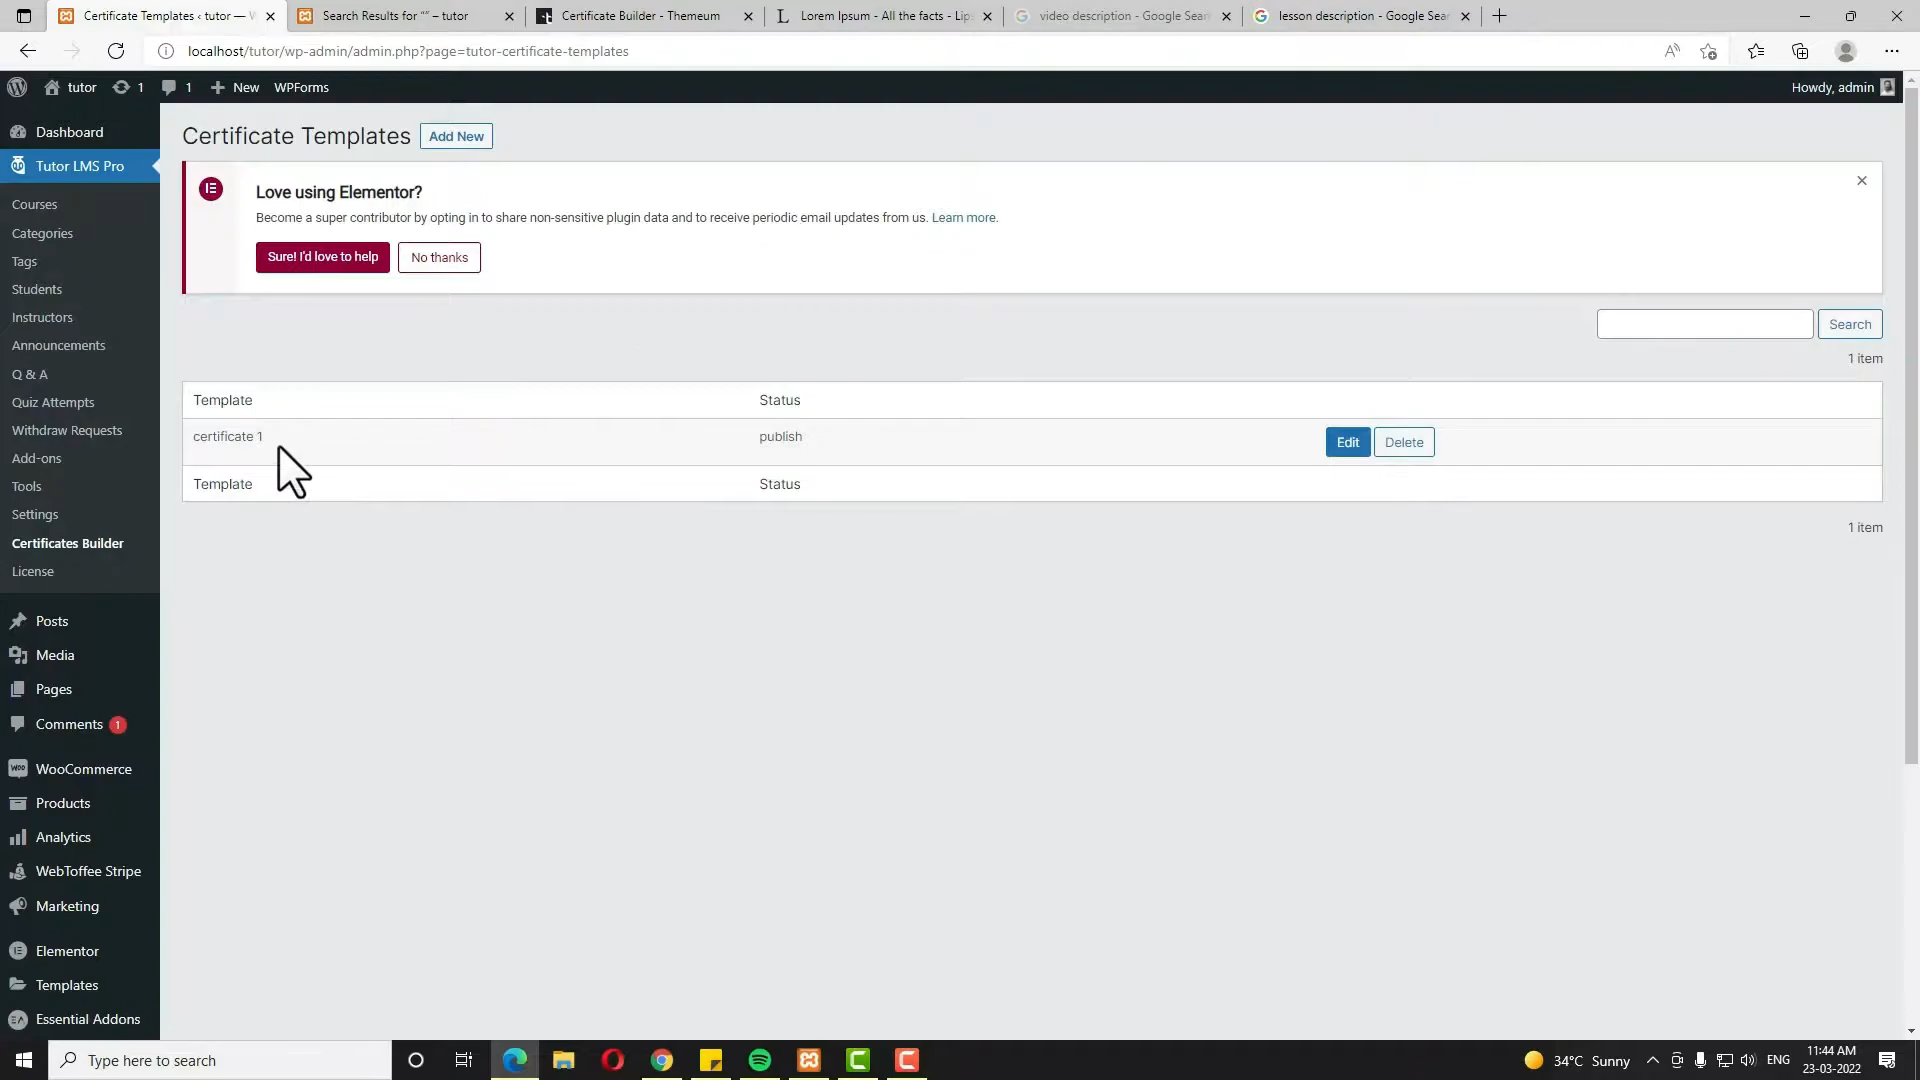 Certificate Templates ‹ tutor — W
Search Results for “” – tutor
Certificate Builder - Themeum
Lorem Ipsum - All the facts - Lip
video description - Google Sear
lesson description - Google Sear
localhost/tutor/wp-admin/admin.php?page=tutor-certificate-templates
tutor
1
1
New
WPForms
Howdy, admin
Dashboard
Tutor LMS Pro
Courses
Categories
Tags
Students
Instructors
Announcements
Q & A
Quiz Attempts
Withdraw Requests
Add-ons
Tools
Settings
Certificates Builder
License
Posts
Media
Pages
Comments 1
WooCommerce
Products
Analytics
WebToffee Stripe
Marketing
Elementor
Templates
Essential Addons
Certificate Templates
Add New
Love using Elementor?
Become a super contributor by opting in to share non-sensitive plugin data and to receive periodic email updates from us. Learn more.
Sure! I'd love to help
No thanks
Search
1 item
Template Status
certificate 1 publish Edit Delete
Template Status
1 item
Type here to search
34°C Sunny
ENG
11:44 AM
23-03-2022